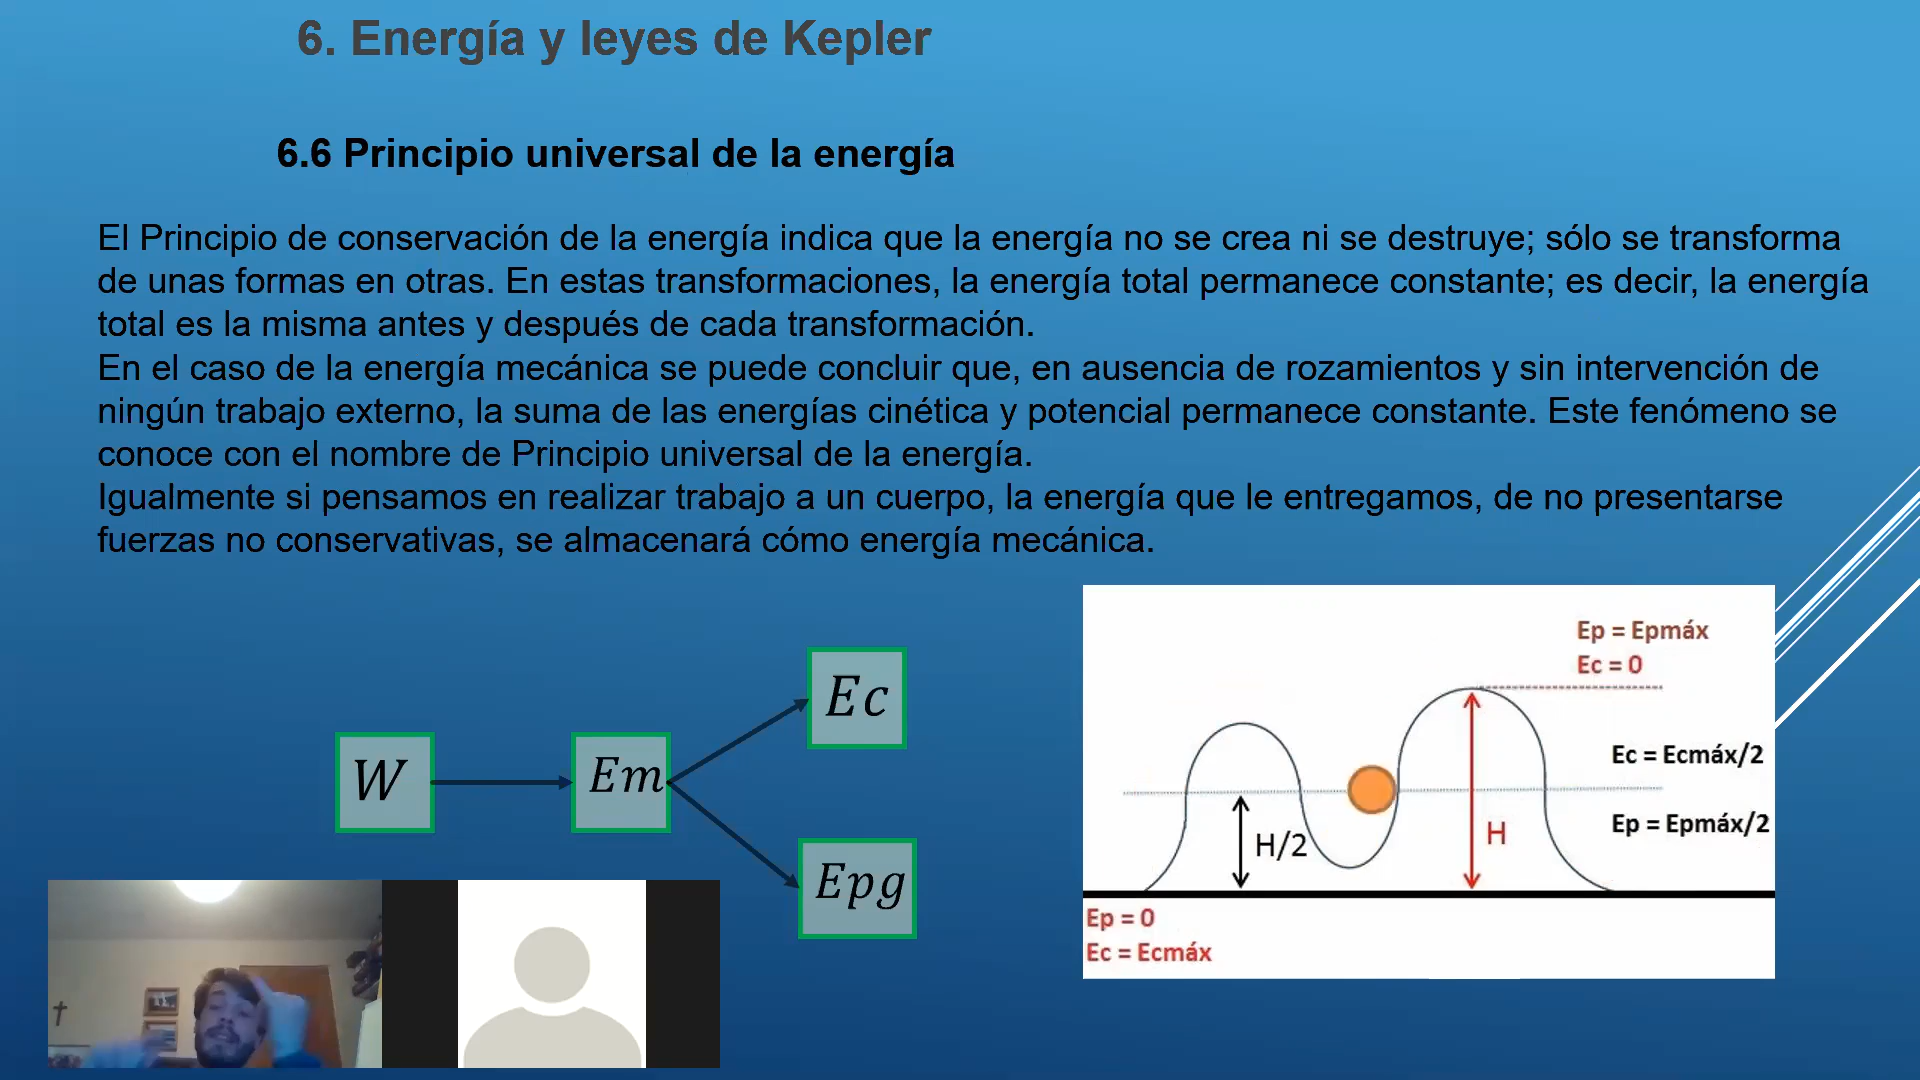 6. Energía y leyes de Kepler
6.6 Principio universal de la energía
El Principio de conservación de la energía indica que la energía no se crea ni se destruye; sólo se transforma
de unas formas en otras. En estas transformaciones, la energía total permanece constante; es decir, la energía
total es la misma antes y después de cada transformación.
En el caso de la energía mecánica se puede concluir que, en ausencia de rozamientos y sin intervención de
ningún trabajo externo, la suma de las energías cinética y potencial permanece constante. Este fenómeno se
conoce con el nombre de Principio universal de la energía.
Igualmente si pensamos en realizar trabajo a un cuerpo, la energía que le entregamos, de no presentarse
fuerzas no conservativas, se almacenará cómo energía mecánica.
W
Em
Ec
Epg
Ep = Epmáx
Ec = 0
Ec = Ecmáx/2
Ep = Epmáx/2
H/2
H
Ep = 0
Ec = Ecmáx